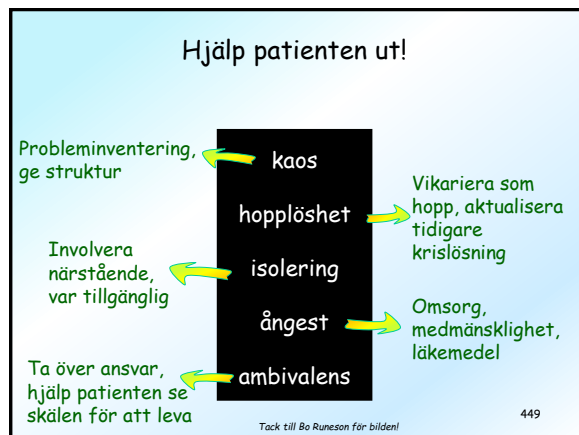 Hjälp patienten ut!
Probleminventering,
ge struktur
kaos
hopplöshet
Vikariera som
hopp, aktualisera
tidigare
krislösning
Involvera
närstående,
var tillgänglig
isolering
ångest
Omsorg,
medmänsklighet,
läkemedel
Ta över ansvar,
hjälp patienten se
skälen för att leva
ambivalens
Tack till Bo Runeson för bilden!
449